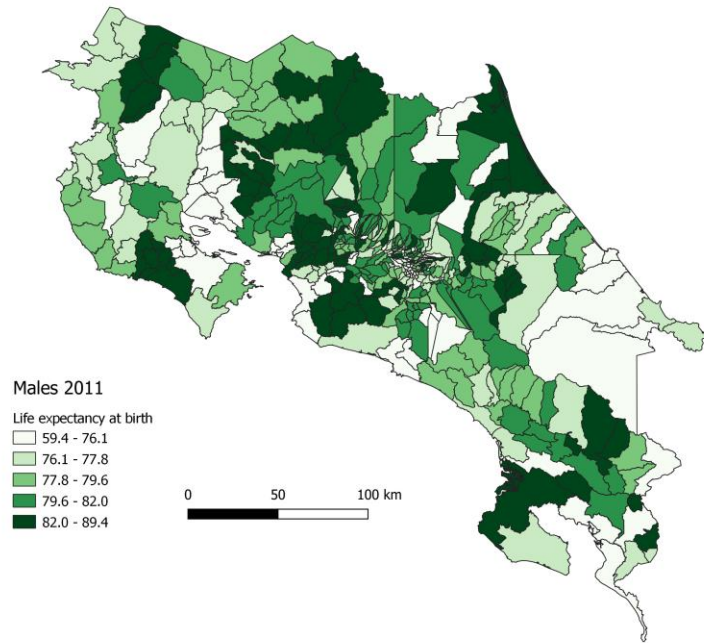 Males 2011
Life expectancy at birth
59.4 - 76.1
76.1 - 77.8
77.8 - 79.6
79.6 - 82.0
82.0 - 89.4
0 50 100 km